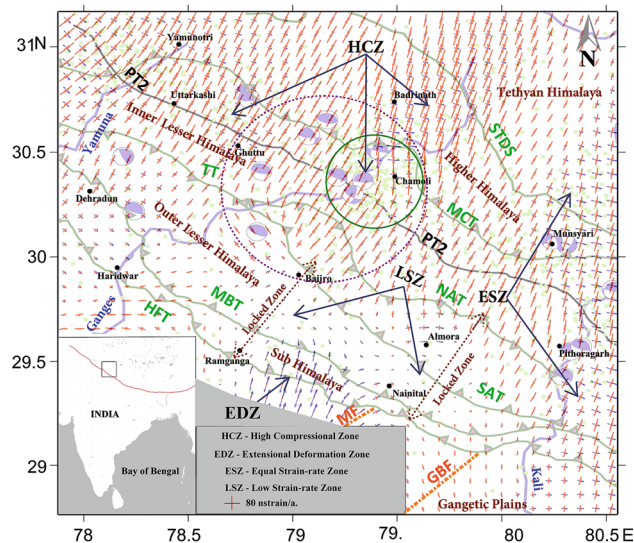 31N
30.5
30
29.5
29
78
78.5
79
79.
80
80.5 E
N
HCZ
Yamunotri
PT2
Uttarkashi
Badrinath
Tethyan Himalaya
Inner Lesser Himalaya
Yamuna
Ghuttu
STDS
TT
Higher Himalaya
Chamoli
Dehradun
MCT
Outer Lesser Himalaya
PT2
Munsyari
Haridwar
Baijro
LSZ
NAT
ESZ
Ganges
HFT
MBT
Locked Zone
Almora
Pithoragarh
Ramganga
Sub Himalaya
Locked Zone
SAT
Nainital
EDZ
MF
GBF
Kali
Gangetic Plains
INDIA
Bay of Bengal
HCZ - High Compressional Zone
EDZ - Extensional Deformation Zone
ESZ - Equal Strain-rate Zone
LSZ - Low Strain-rate Zone
80 nstrain/a.